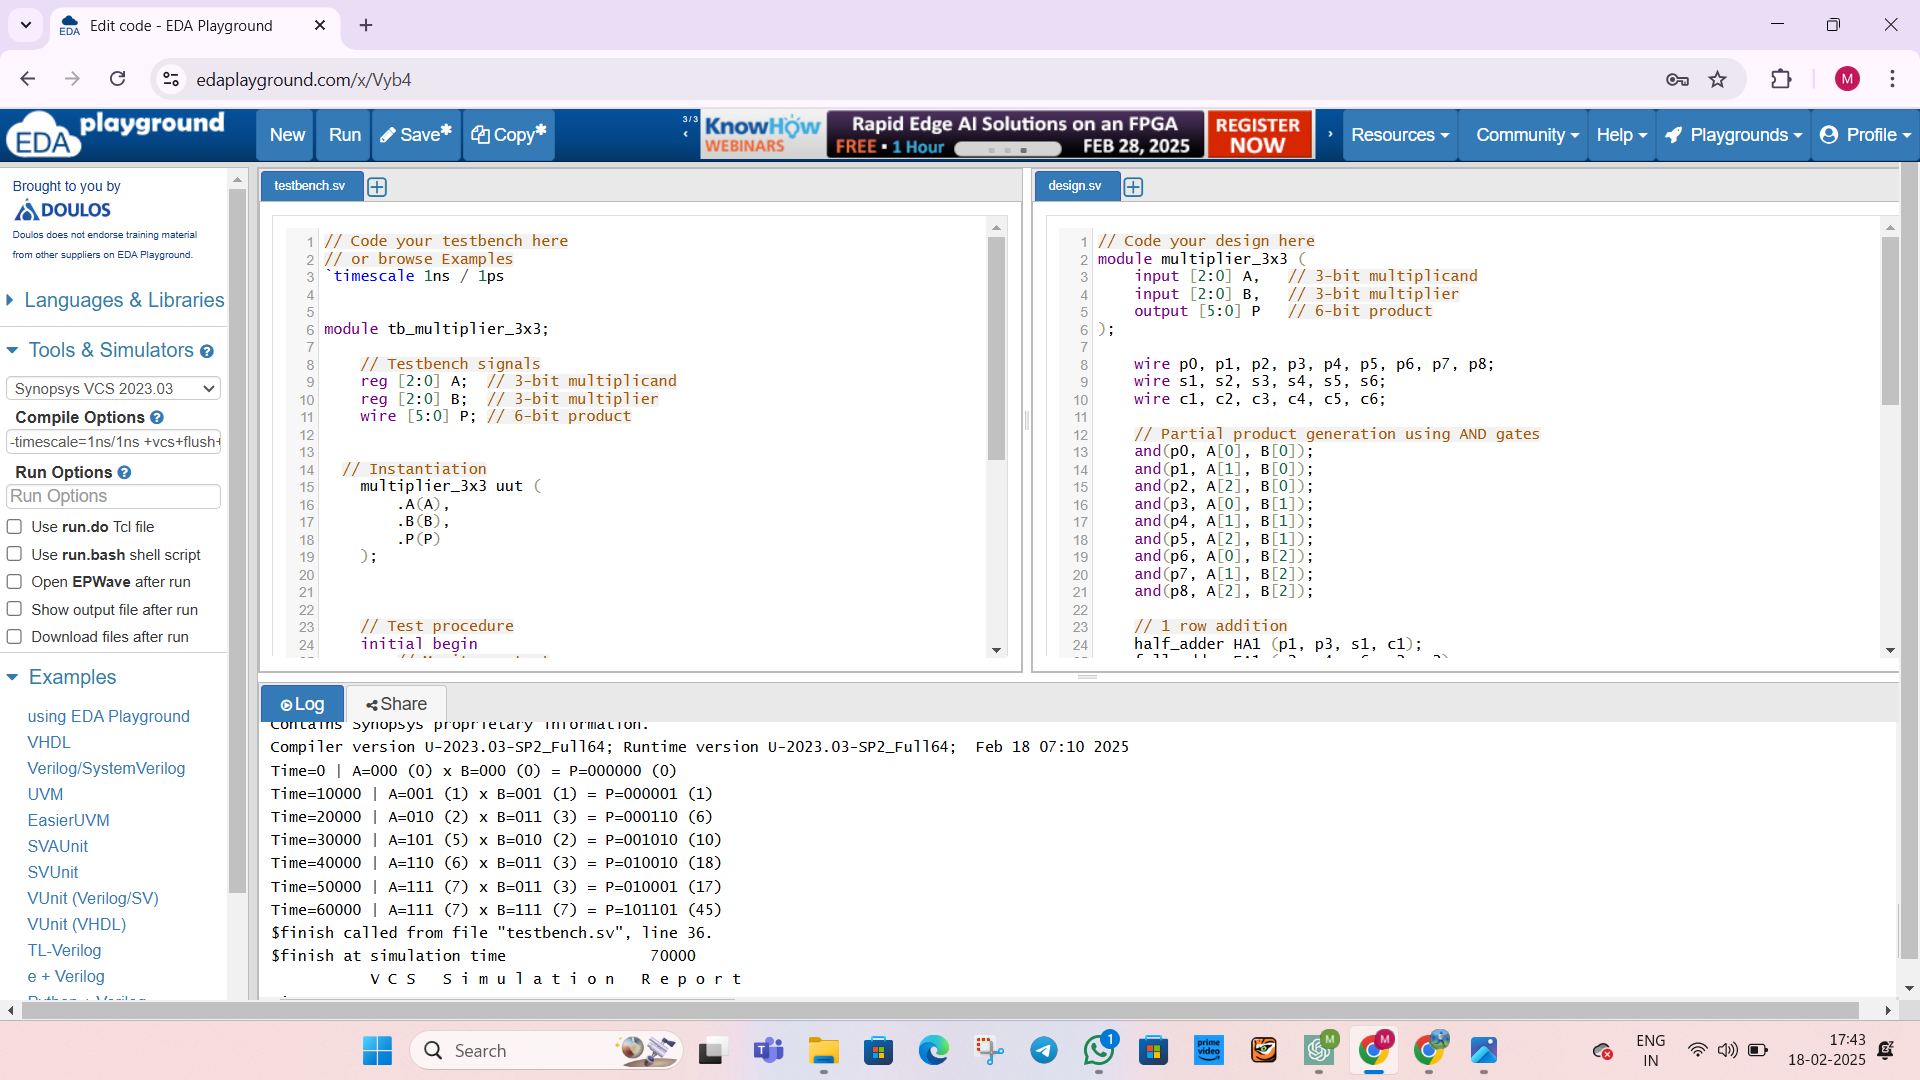 Edit code - EDA Playground
edaplayground.com/x/Vyb4
M
EDA playground
New
Run
Save*
Copy*
3/3
KnowHow WEBINARS
Rapid Edge AI Solutions on an FPGA
FREE • 1 Hour
FEB 28, 2025
REGISTER NOW
Resources
Community
Help
Playgrounds
Profile
Brought to you by
DOULOS
Doulos does not endorse training material
from other suppliers on EDA Playground.
Languages & Libraries
Tools & Simulators
Synopsys VCS 2023.03
Compile Options
-timescale=1ns/1ns +vcs+flush+
Run Options
Run Options
Use run.do Tcl file
Use run.bash shell script
Open EPWave after run
Show output file after run
Download files after run
Examples
using EDA Playground
VHDL
Verilog/SystemVerilog
UVM
EasierUVM
SVAUnit
SVUnit
VUnit (Verilog/SV)
VUnit (VHDL)
TL-Verilog
e + Verilog
Python + Verilog
testbench.sv
1 // Code your testbench here
2 // or browse Examples
3 `timescale 1ns / 1ps
4
5
6 module tb_multiplier_3x3;
7
8 // Testbench signals
9 reg [2:0] A; // 3-bit multiplicand
10 reg [2:0] B; // 3-bit multiplier
11 wire [5:0] P; // 6-bit product
12
13
14 // Instantiation
15 multiplier_3x3 uut (
16 .A(A),
17 .B(B),
18 .P(P)
19 );
20
21
22
23 // Test procedure
24 initial begin
design.sv
1 // Code your design here
2 module multiplier_3x3 (
3 input [2:0] A, // 3-bit multiplicand
4 input [2:0] B, // 3-bit multiplier
5 output [5:0] P // 6-bit product
6 );
7
8 wire p0, p1, p2, p3, p4, p5, p6, p7, p8;
9 wire s1, s2, s3, s4, s5, s6;
10 wire c1, c2, c3, c4, c5, c6;
11
12 // Partial product generation using AND gates
13 and(p0, A[0], B[0]);
14 and(p1, A[1], B[0]);
15 and(p2, A[2], B[0]);
16 and(p3, A[0], B[1]);
17 and(p4, A[1], B[1]);
18 and(p5, A[2], B[1]);
19 and(p6, A[0], B[2]);
20 and(p7, A[1], B[2]);
21 and(p8, A[2], B[2]);
22
23 // 1 row addition
24 half_adder HA1 (p1, p3, s1, c1);
Log
Share
Contains Synopsys proprietary information.
Compiler version U-2023.03-SP2_Full64; Runtime version U-2023.03-SP2_Full64; Feb 18 07:10 2025
Time=0 | A=000 (0) x B=000 (0) = P=000000 (0)
Time=10000 | A=001 (1) x B=001 (1) = P=000001 (1)
Time=20000 | A=010 (2) x B=011 (3) = P=000110 (6)
Time=30000 | A=101 (5) x B=010 (2) = P=001010 (10)
Time=40000 | A=110 (6) x B=011 (3) = P=010010 (18)
Time=50000 | A=111 (7) x B=011 (3) = P=010001 (17)
Time=60000 | A=111 (7) x B=111 (7) = P=101101 (45)
$finish called from file "testbench.sv", line 36.
$finish at simulation time 70000
V C S S i m u l a t i o n R e p o r t
Search
1
prime video
M
M
ENG
IN
17:43
18-02-2025